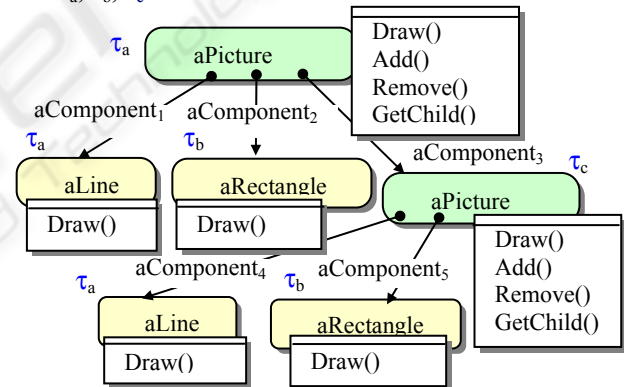 τa
aPicture
Draw()
Add()
Remove()
GetChild()
aComponent1
aComponent2
aComponent3
τa
τb
τc
aLine
Draw()
aRectangle
Draw()
aPicture
Draw()
Add()
Remove()
GetChild()
aComponent4
aComponent5
τa
τb
aLine
Draw()
aRectangle
Draw()